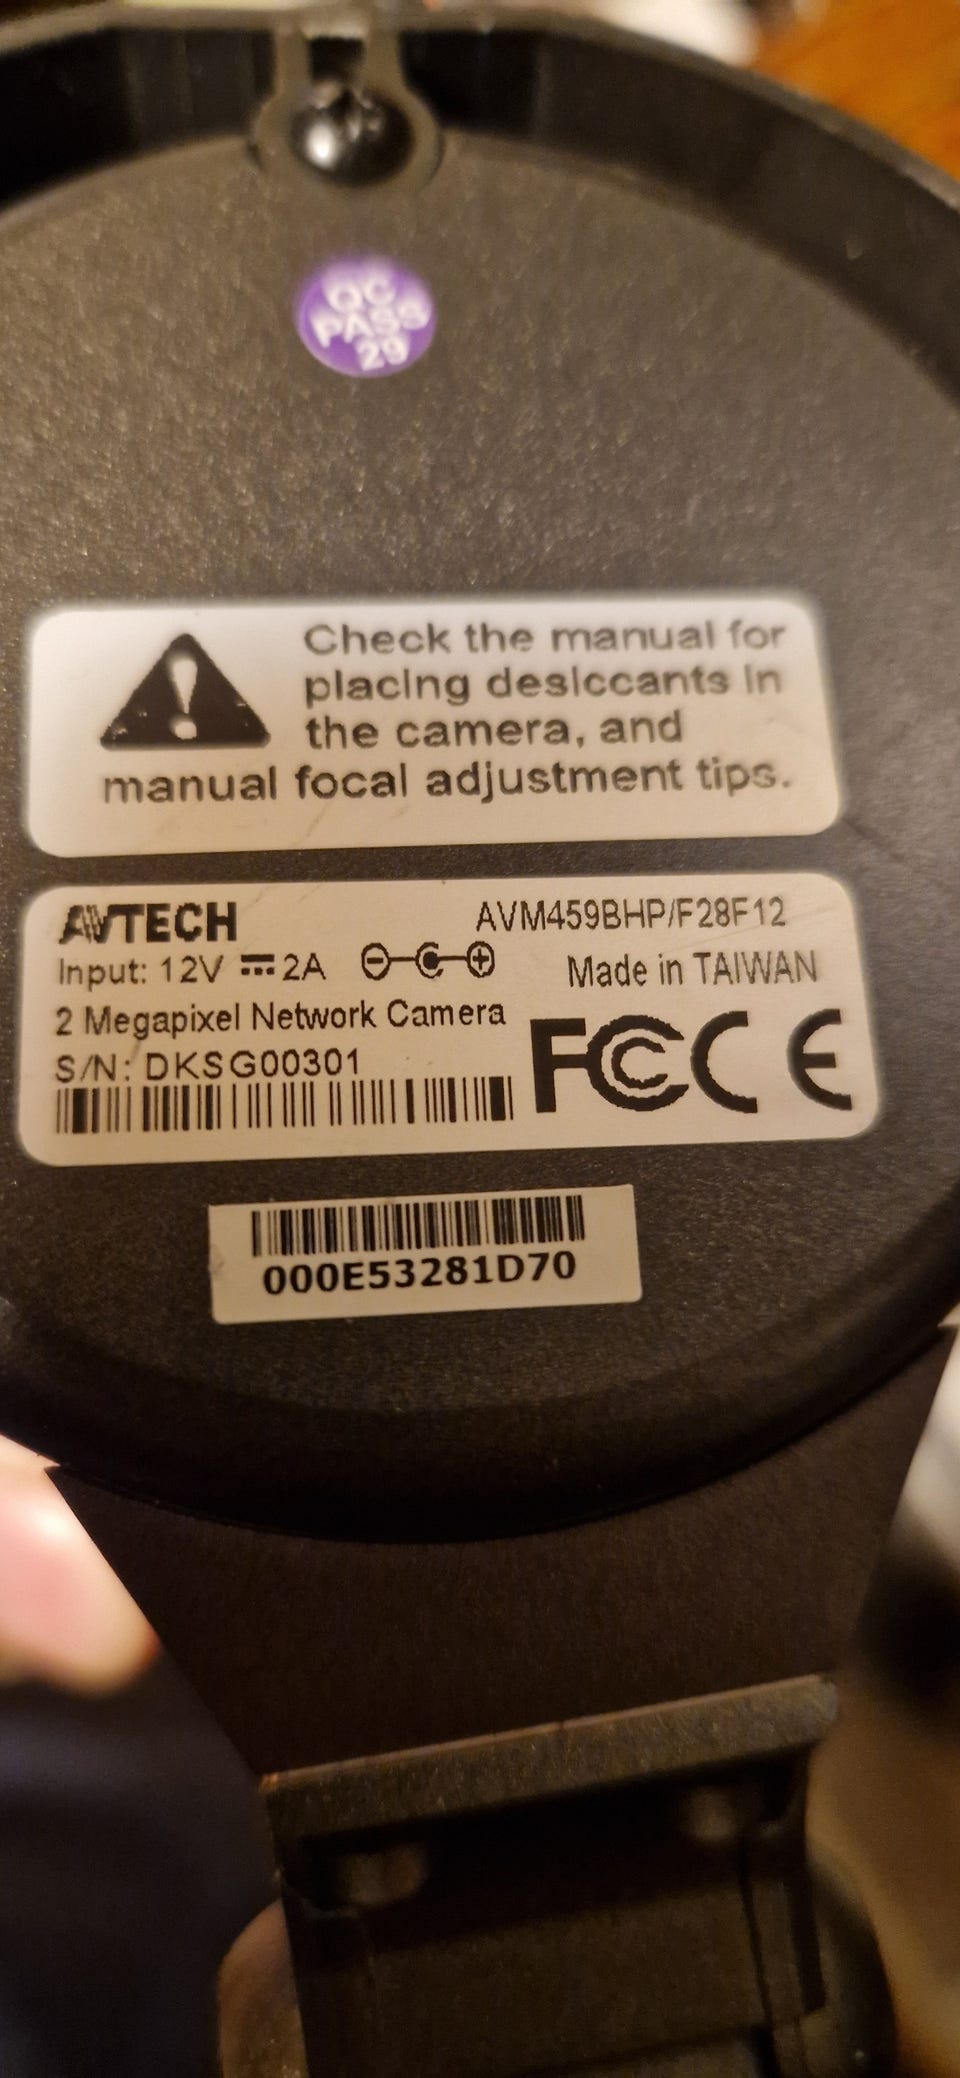 QC
PASS
29
Check the manual for
placing desiccants in
the camera, and
manual focal adjustment tips.
AVTECH AVM459BHP/F28F12
Input: 12V 2A Made in TAIWAN
2 Megapixel Network Camera
S/N: DKSG00301
FC CE
000E53281D70